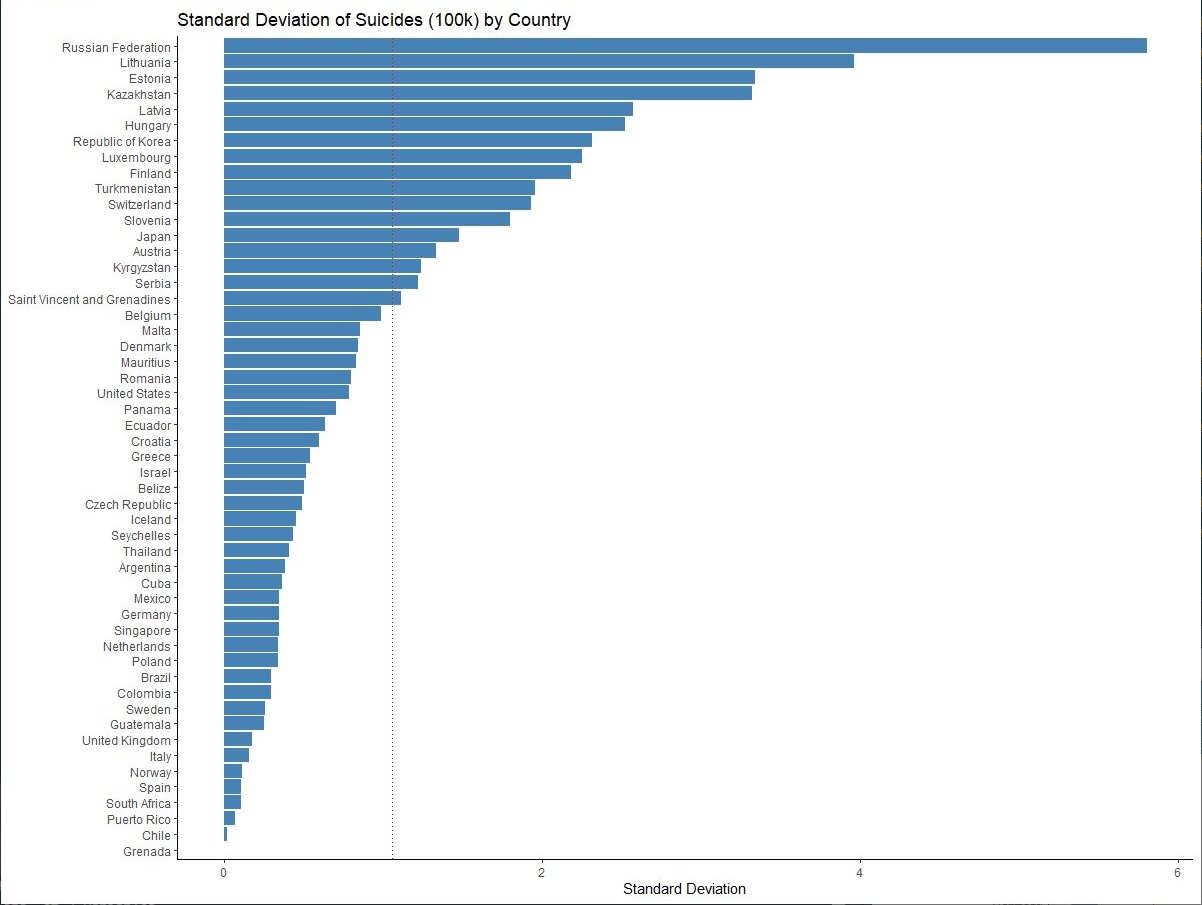 Standard Deviation of Suicides (100k) by Country
Russian Federation
Lithuania
Estonia
Kazakhstan
Latvia
Hungary
Republic of Korea
Luxembourg
Finland
Turkmenistan
Switzerland
Slovenia
Japan
Austria
Kyrgyzstan
Serbia
Saint Vincent and Grenadines
Belgium
Malta
Denmark
Mauritius
Romania
United States
Panama
Ecuador
Croatia
Greece
Israel
Belize
Czech Republic
Iceland
Seychelles
Thailand
Argentina
Cuba
Mexico
Germany
Singapore
Netherlands
Poland
Brazil
Colombia
Sweden
Guatemala
United Kingdom
Italy
Norway
Spain
South Africa
Puerto Rico
Chile
Grenada
0 2 4 6
Standard Deviation